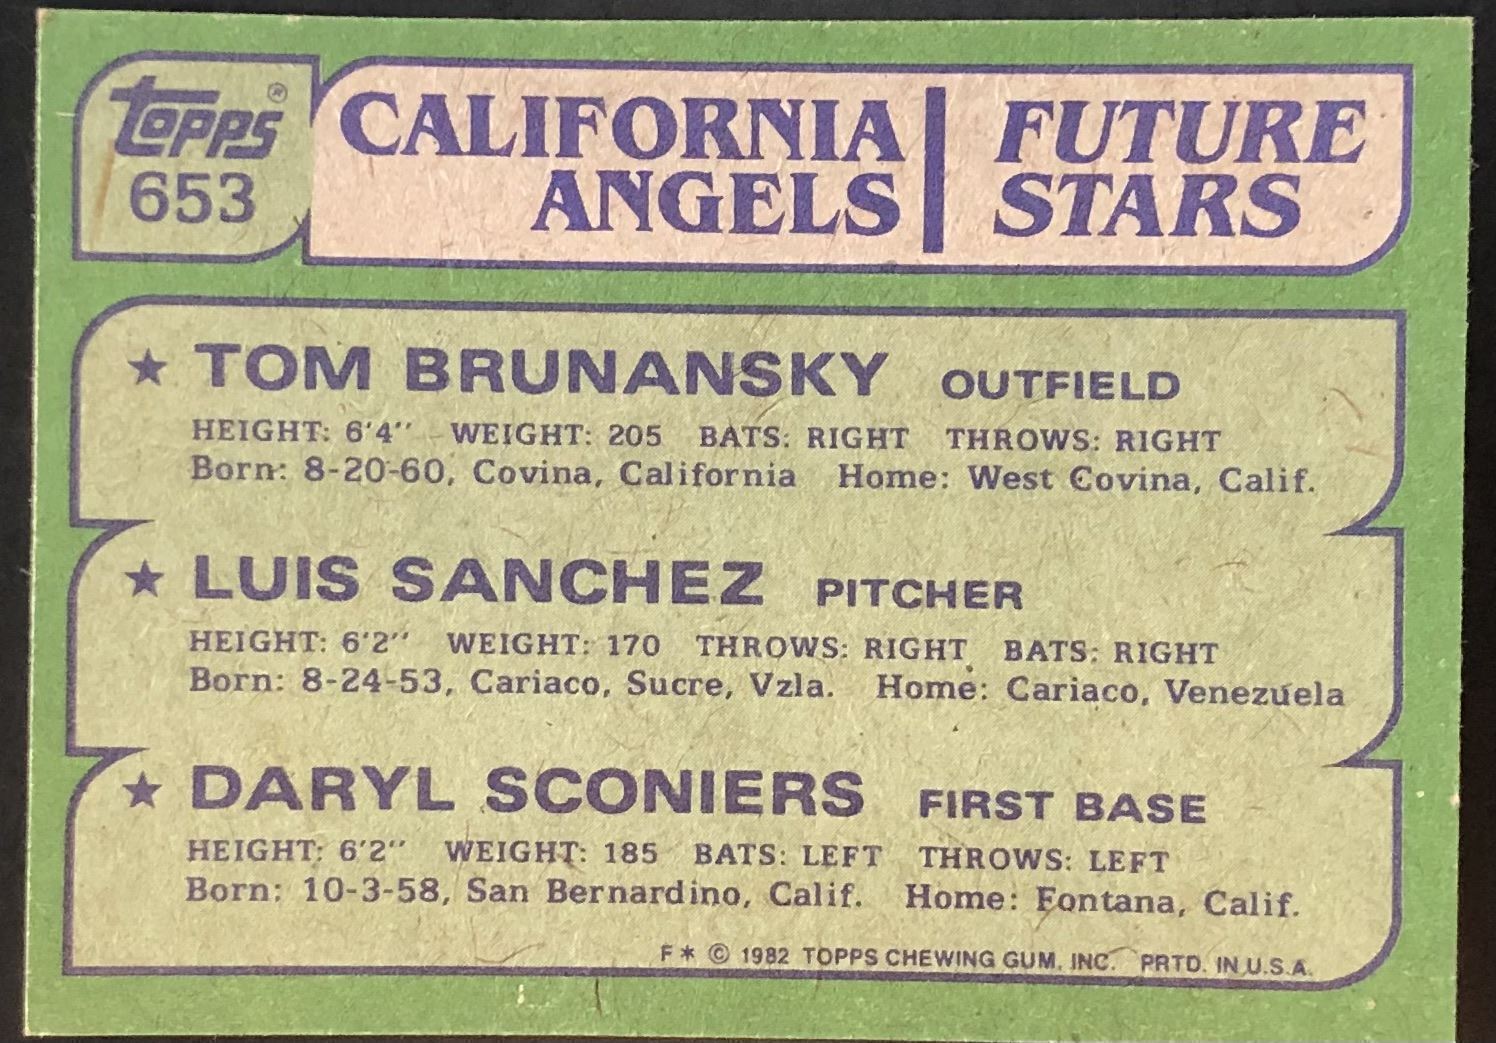 topps®
653
CALIFORNIA
ANGELS
FUTURE
STARS
★ TOM BRUNANSKY OUTFIELD
HEIGHT: 6'4'' WEIGHT: 205 BATS: RIGHT THROWS: RIGHT
Born: 8-20-60, Covina, California Home: West Covina, Calif.
★ LUIS SANCHEZ PITCHER
HEIGHT: 6'2'' WEIGHT: 170 THROWS: RIGHT BATS: RIGHT
Born: 8-24-53, Cariaco, Sucre, Vzla. Home: Cariaco, Venezuela
★ DARYL SCONIERS FIRST BASE
HEIGHT: 6'2'' WEIGHT: 185 BATS: LEFT THROWS: LEFT
Born: 10-3-58, San Bernardino, Calif. Home: Fontana, Calif.
F* © 1982 TOPPS CHEWING GUM, INC. PRTD. IN U.S.A.